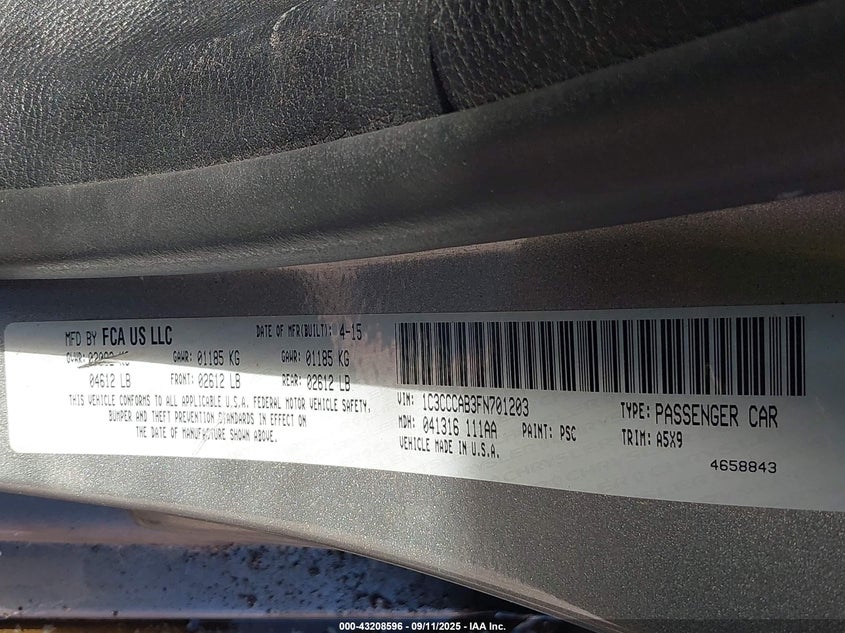 MFD BY FCA US LLC DATE OF MFR(BUILT): 4-15
GVWR: GAWR: 01185 KG GAWR: 01185 KG
04612 LB FRONT: 02612 LB REAR: 02612 LB
THIS VEHICLE CONFORMS TO ALL APPLICABLE U.S.A. FEDERAL MOTOR VEHICLE SAFETY,
BUMPER AND THEFT PREVENTION STANDARDS IN EFFECT ON
THE DATE OF MANUFACTURE SHOWN ABOVE.
VIN: 1C3CCCAB3FN701203 TYPE: PASSENGER CAR
MDH: 041316 111AA PAINT: PSC TRIM: A5X9
VEHICLE MADE IN U.S.A.
4658843
000-43208596 - 09/11/2025 - IAA Inc.